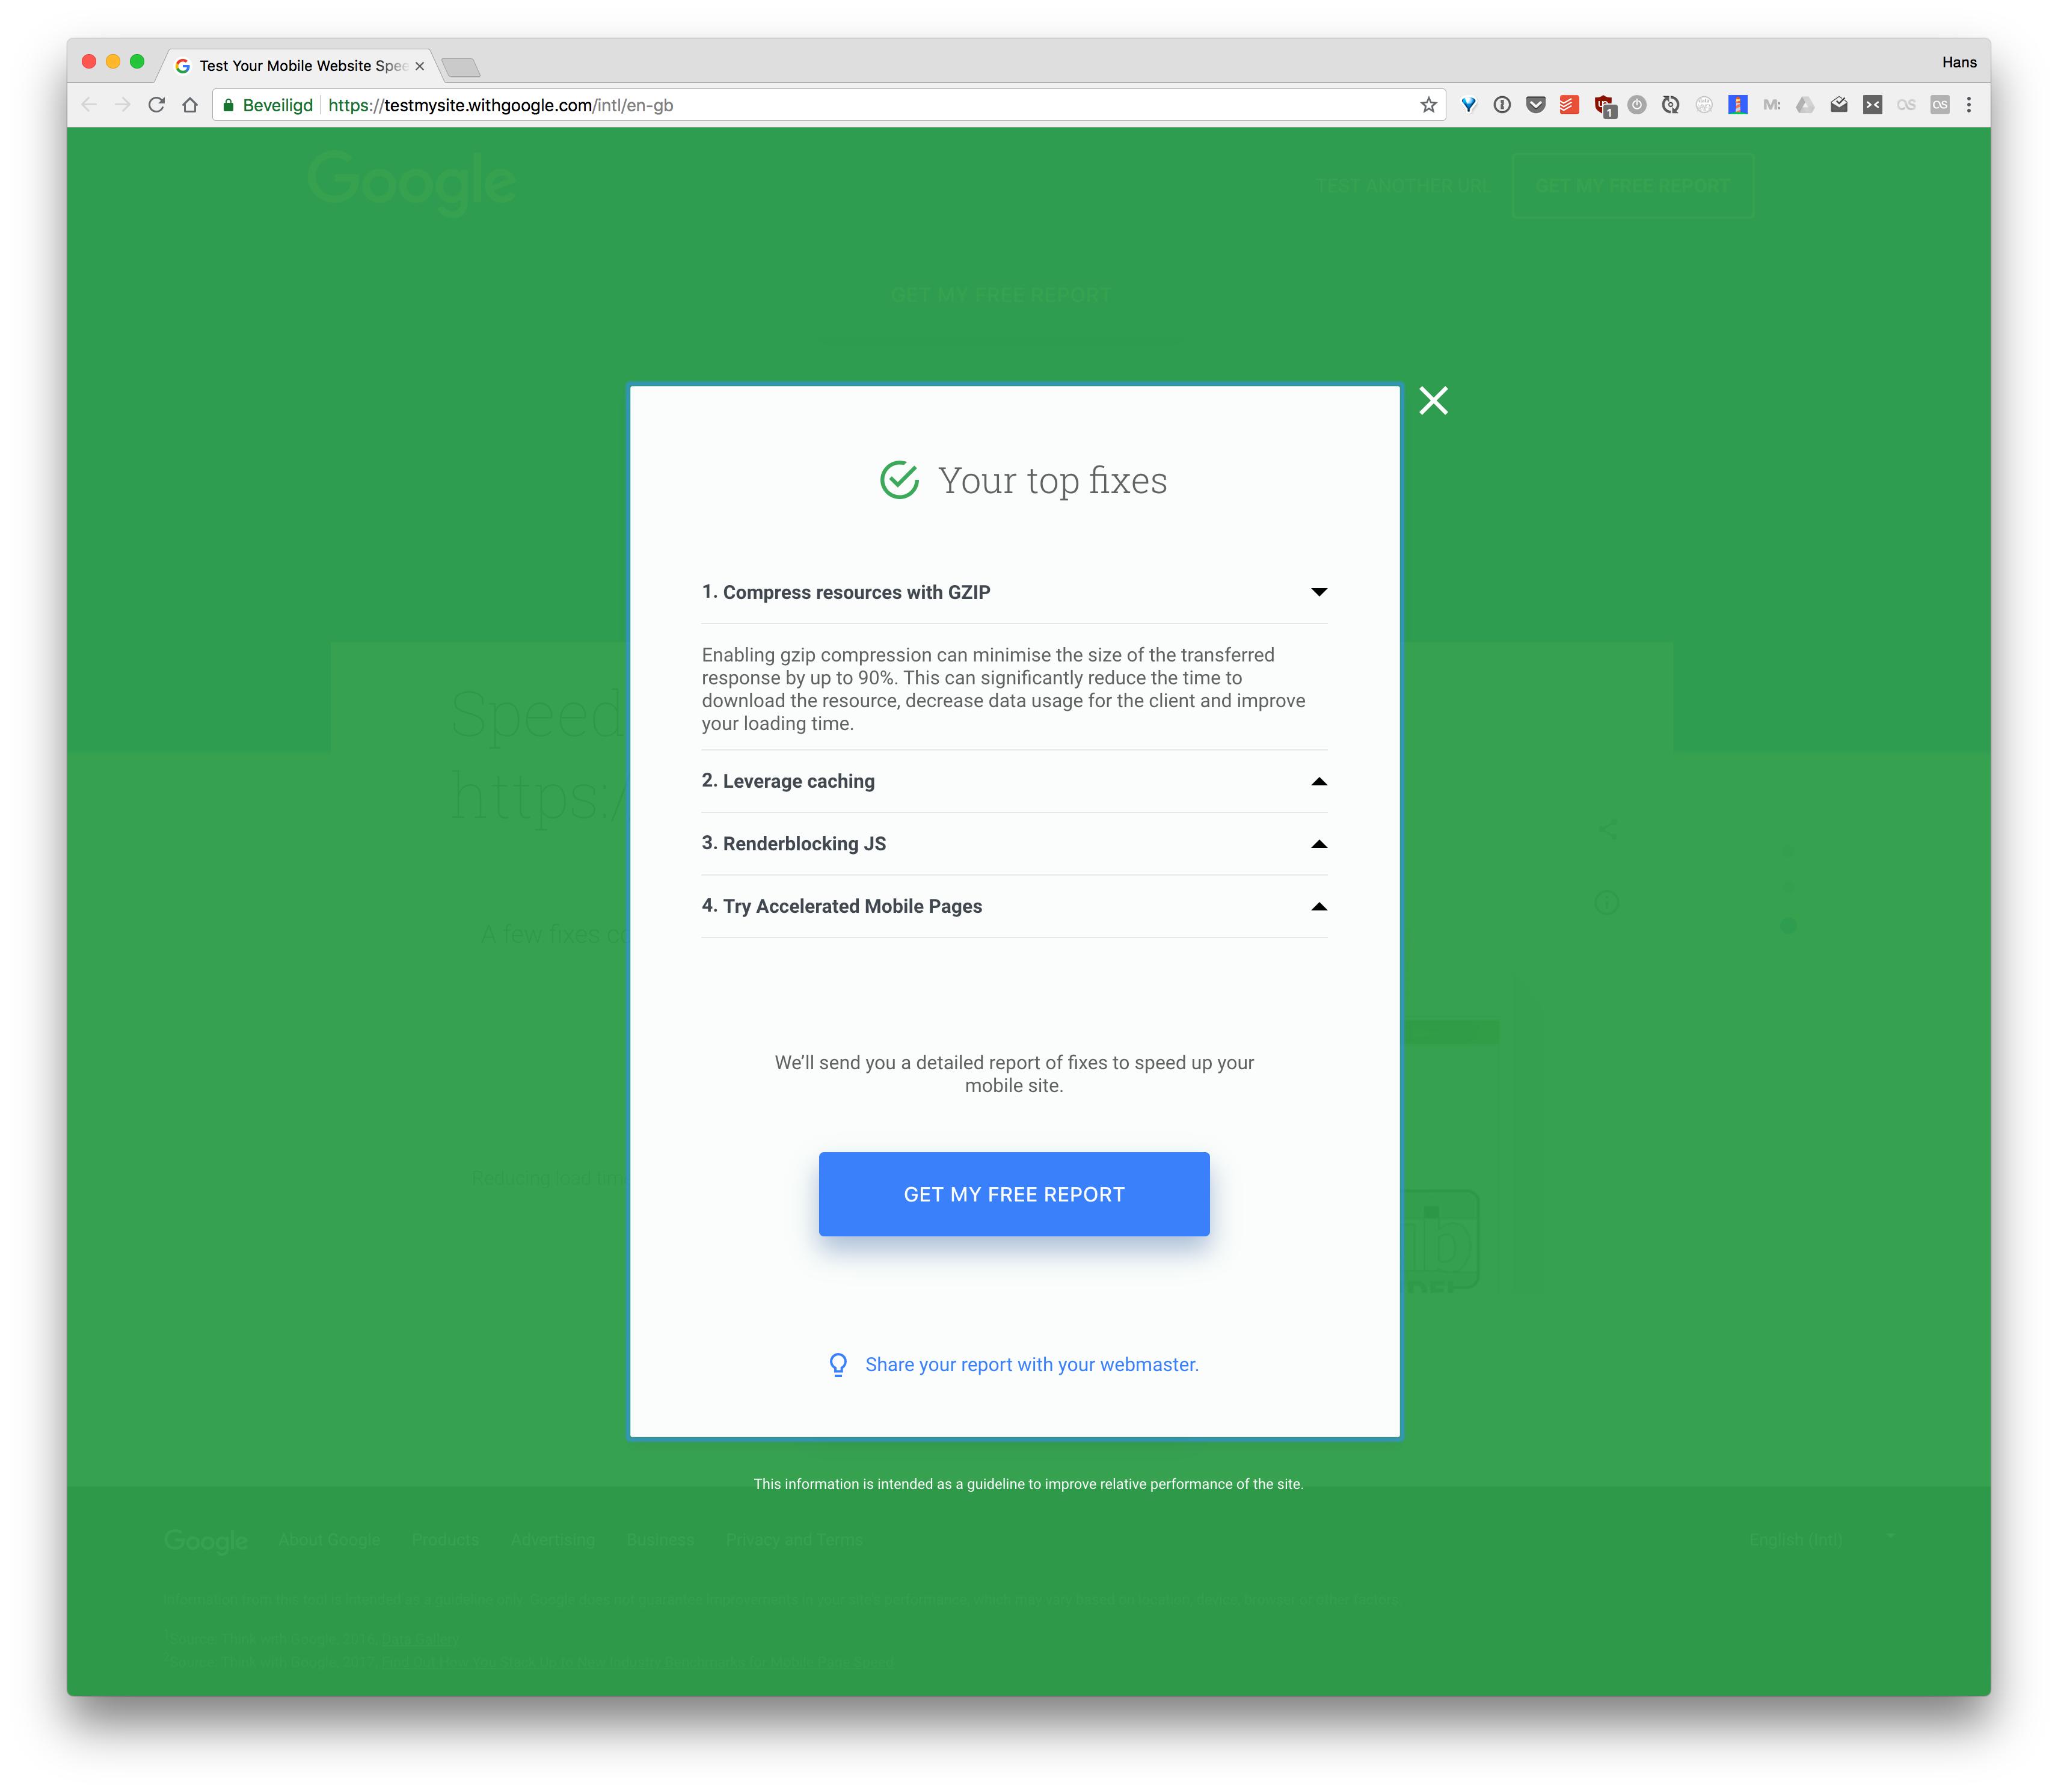 Test Your Mobile Website Spee
Hans
Beveiligd https://testmysite.withgoogle.com/intl/en-gb
1
M:
Google
TEST ANOTHER URL
GET MY FREE REPORT
GET MY FREE REPORT
Your top fixes
1. Compress resources with GZIP
Enabling gzip compression can minimise the size of the transferred
response by up to 90%. This can significantly reduce the time to
download the resource, decrease data usage for the client and improve
your loading time.
2. Leverage caching
3. Renderblocking JS
4. Try Accelerated Mobile Pages
Speed
https:/
A few fixes co
Reducing load tim
We’ll send you a detailed report of fixes to speed up your
mobile site.
GET MY FREE REPORT
Share your report with your webmaster.
This information is intended as a guideline to improve relative performance of the site.
Google About Google Products Advertising Business Privacy and Terms
English (Intl)